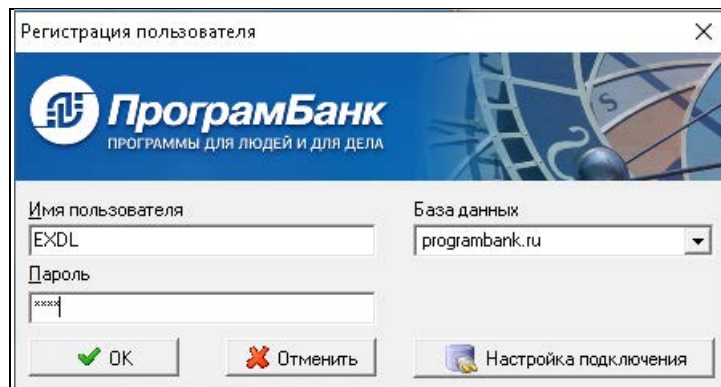 Регистрация пользователя
ПрограмБанк
ПРОГРАММЫ ДЛЯ ЛЮДЕЙ И ДЛЯ ДЕЛА
Имя пользователя
База данных
EXDL
programbank.ru
Пароль
****
OK
Отменить
Настройка подключения